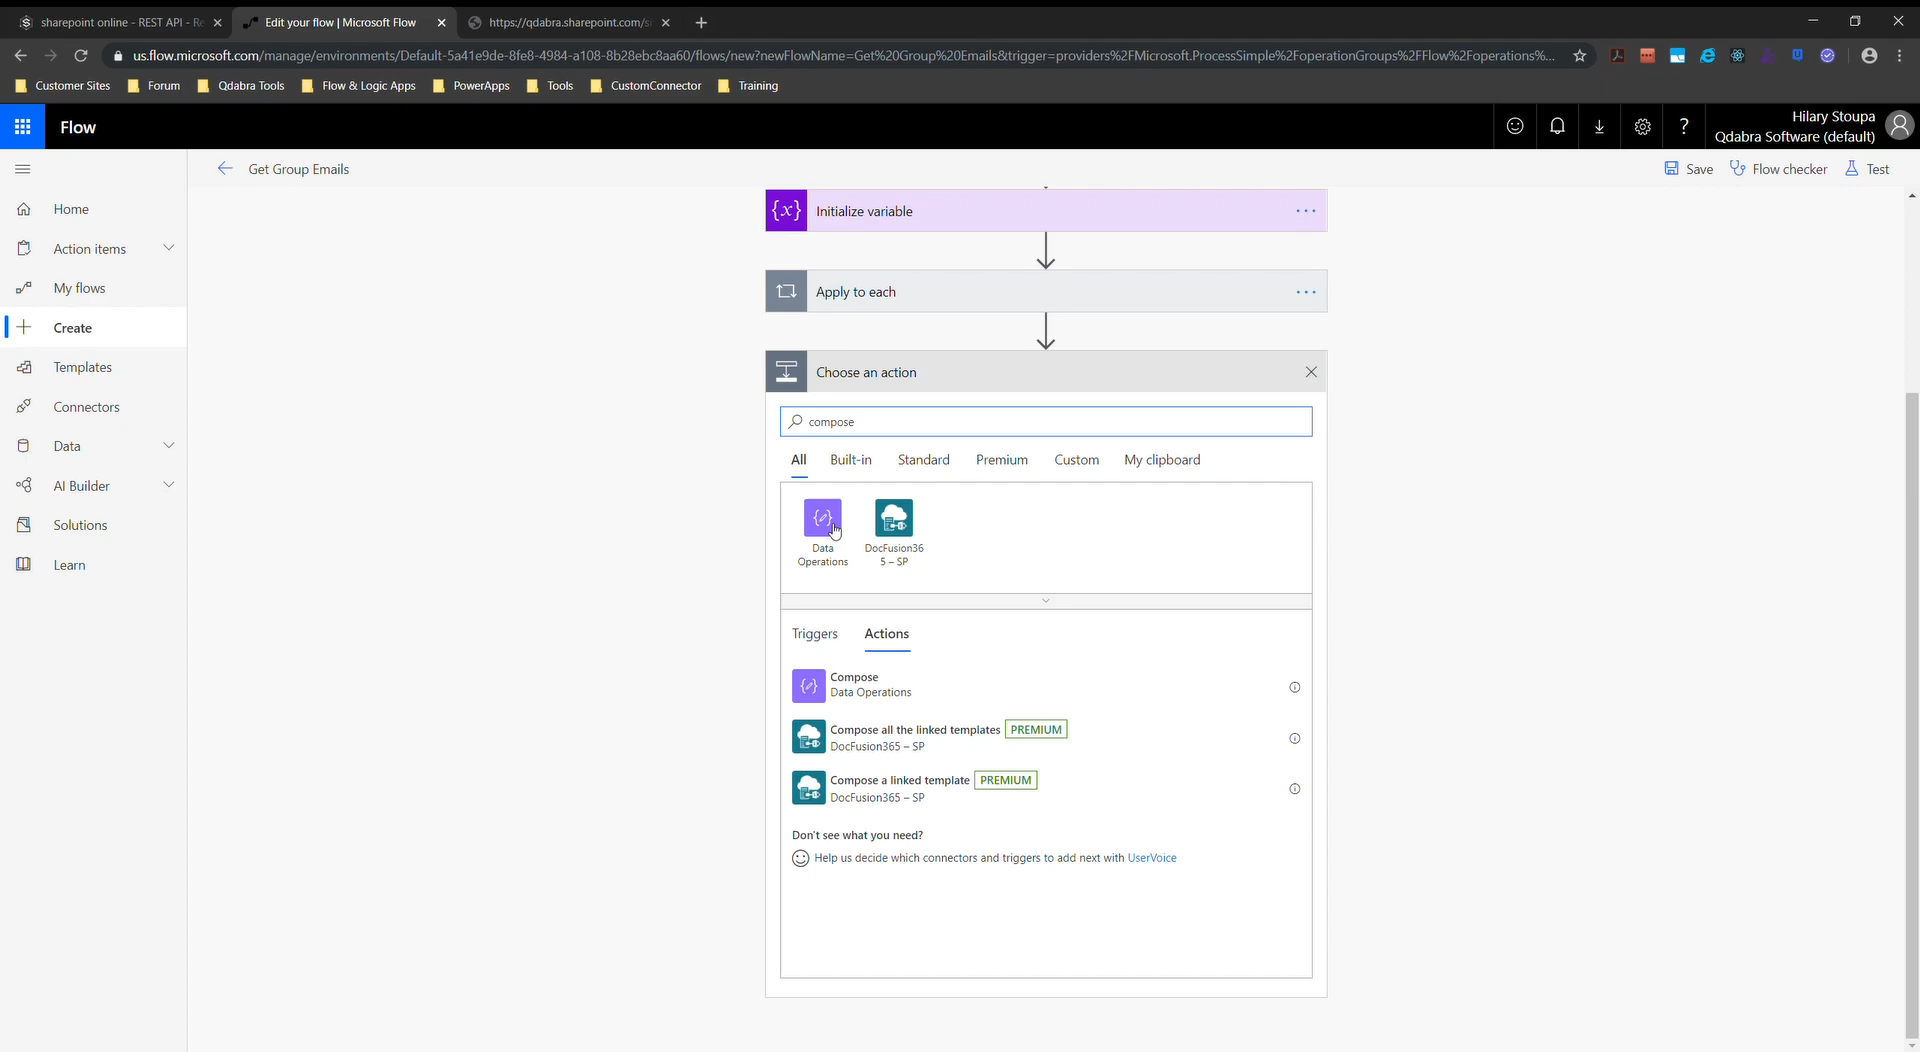 sharepoint online - REST API - Re
Edit your flow | Microsoft Flow
https://qdabra.sharepoint.com/s
us.flow.microsoft.com/manage/environments/Default-5a41e9de-8fe8-4984-a108-8b28ebc8aa60/flows/new?newFlowName=Get%20Group%20Emails&trigger=providers%2FMicrosoft.ProcessSimple%2FoperationGroups%2FFlow%2Foperations%...
Customer Sites
Forum
Qdabra Tools
Flow & Logic Apps
PowerApps
Tools
CustomConnector
Training
Flow
?
Hilary Stoupa
Qdabra Software (default)
Get Group Emails
Save
Flow checker
Test
Home
Action items
My flows
Create
Templates
Connectors
Data
AI Builder
Solutions
Learn
{x} Initialize variable
Apply to each
Choose an action
compose
All
Built-in
Standard
Premium
Custom
My clipboard
Data
Operations
DocFusion36
5 – SP
Triggers
Actions
Compose
Data Operations
Compose all the linked templates PREMIUM
DocFusion365 – SP
Compose a linked template PREMIUM
DocFusion365 – SP
Don't see what you need?
Help us decide which connectors and triggers to add next with UserVoice